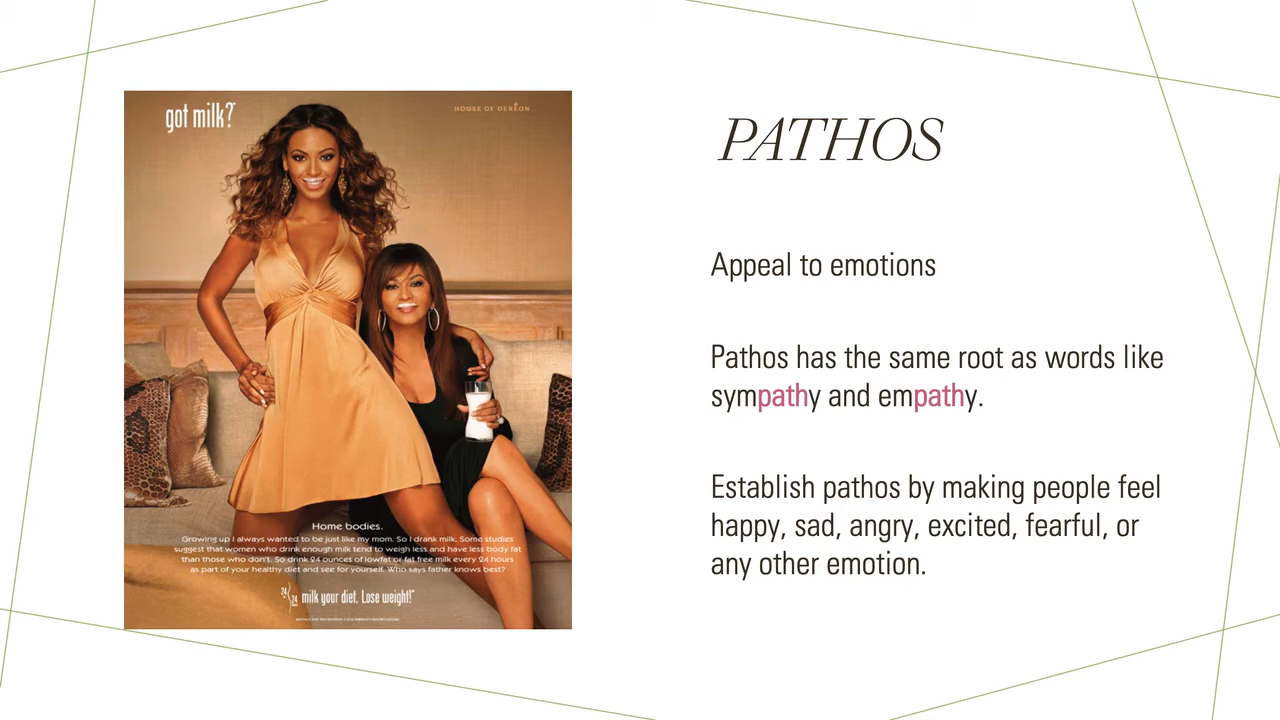 got milk?
HOUSE OF DERÉON
Home bodies.
Growing up I always wanted to be just like my mom. So I drank milk. Some studies
suggest that women who drink enough milk tend to weigh less and have less body fat
than those who don't. So drink 24 ounces of lowfat or fat free milk every 24 hours
as part of your healthy diet and see for yourself. Who says father knows best?
24/24 milk your diet. Lose weight!
PATHOS
Appeal to emotions
Pathos has the same root as words like
sympathy and empathy.
Establish pathos by making people feel
happy, sad, angry, excited, fearful, or
any other emotion.